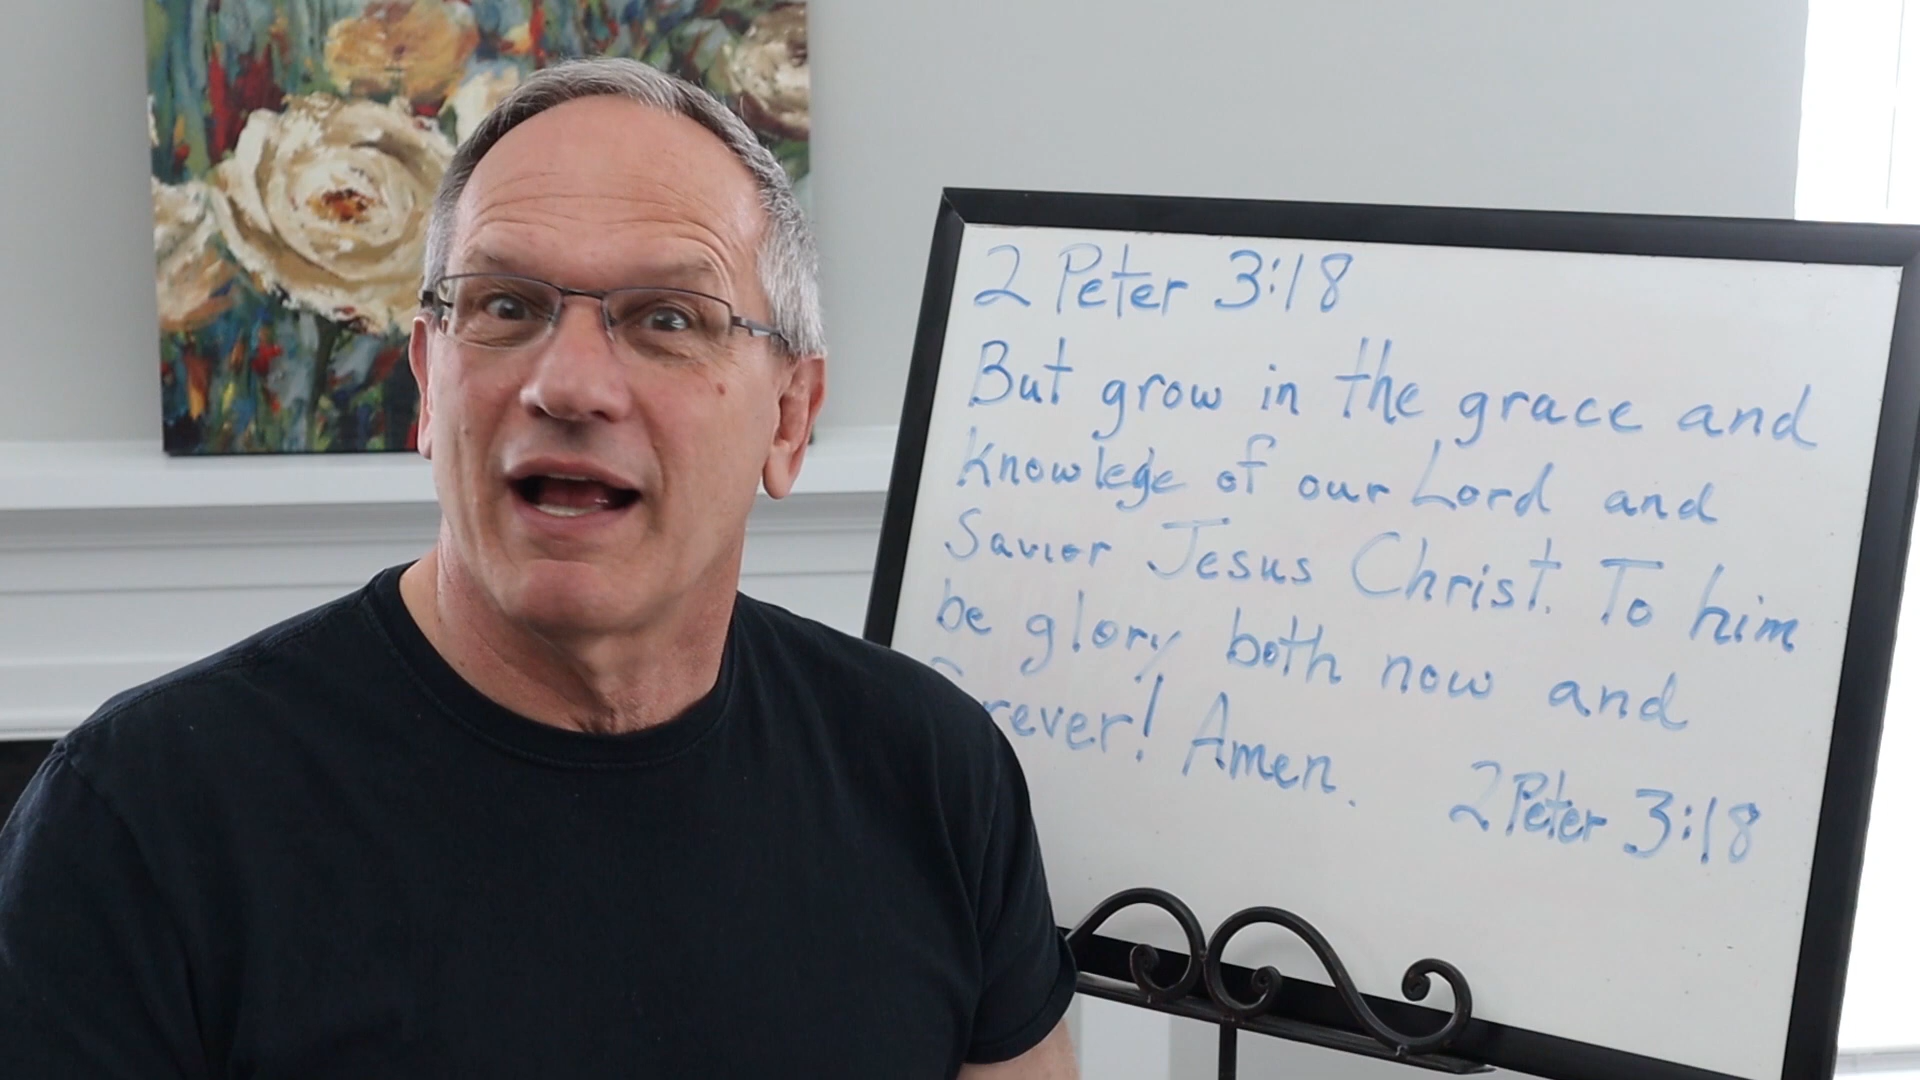 2 Peter 3:18
But grow in the grace and
Knowlege of our Lord and
Savior Jesus Christ. To him
be glory both now and
rever! Amen. 2 Peter 3:18